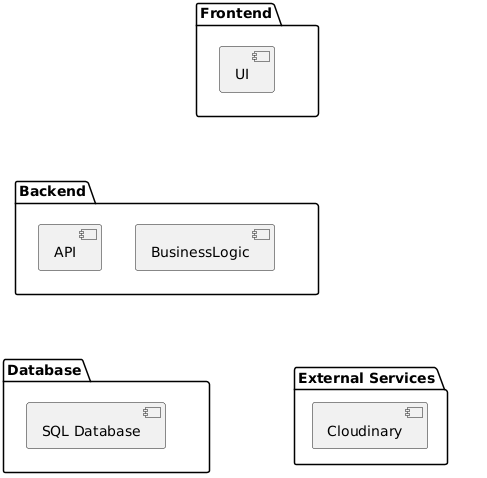 Frontend
UI
Backend
API
BusinessLogic
Database
External Services
SQL Database
Cloudinary